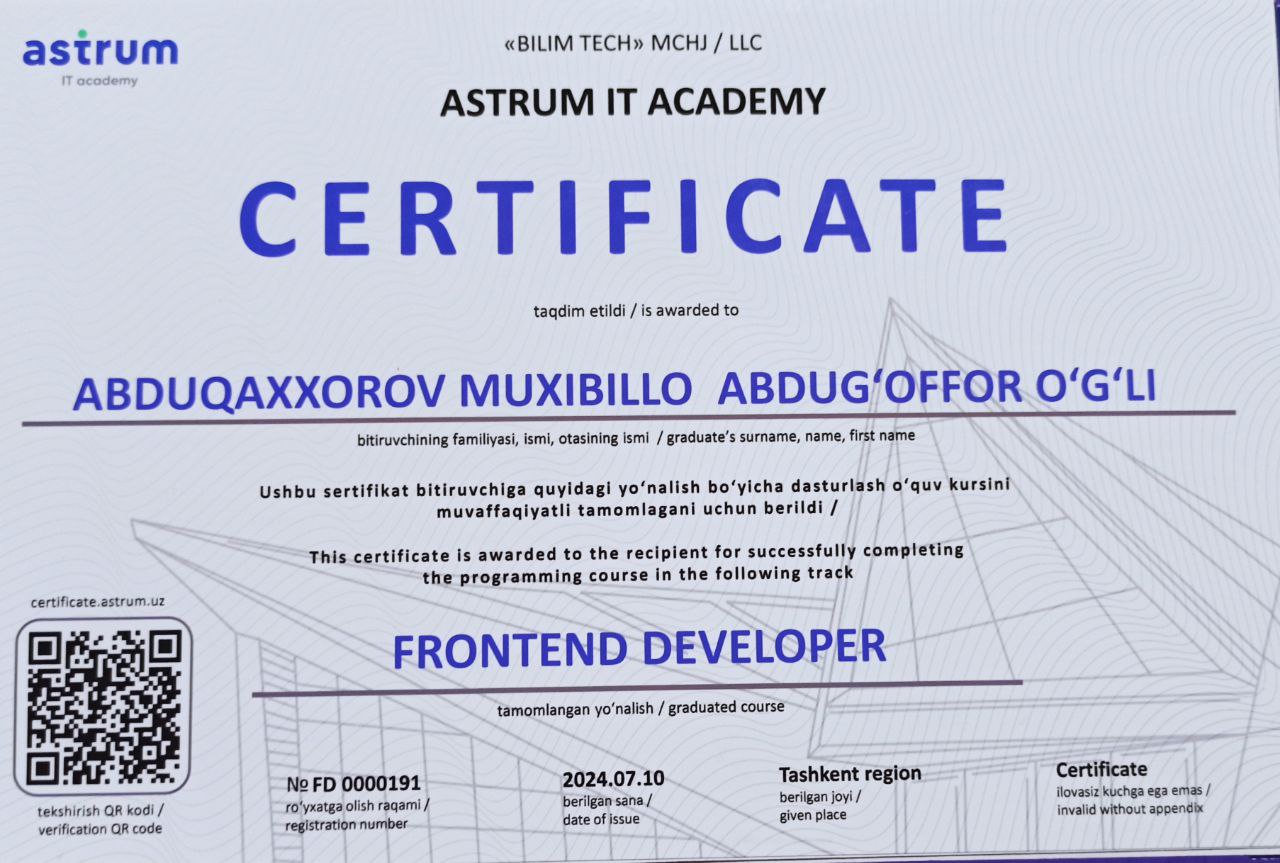 astrum
IT academy
«BILIM TECH» MCHJ / LLC
ASTRUM IT ACADEMY
CERTIFICATE
taqdim etildi / is awarded to
ABDUQAXXOROV MUXIBILLO ABDUG‘OFFOR O‘G‘LI
bitiruvchining familiyasi, ismi, otasining ismi / graduate’s surname, name, first name
Ushbu sertifikat bitiruvchiga quyidagi yo‘nalish bo‘yicha dasturlash o‘quv kursini
muvaffaqiyatli tamomlagani uchun berildi /
This certificate is awarded to the recipient for successfully completing
the programming course in the following track
FRONTEND DEVELOPER
tamomlangan yo‘nalish / graduated course
certificate.astrum.uz
tekshirish QR kodi /
verification QR code
№ FD 0000191
ro‘yxatga olish raqami /
registration number
2024.07.10
berilgan sana /
date of issue
Tashkent region
berilgan joyi /
given place
Certificate
ilovasiz kuchga ega emas /
invalid without appendix